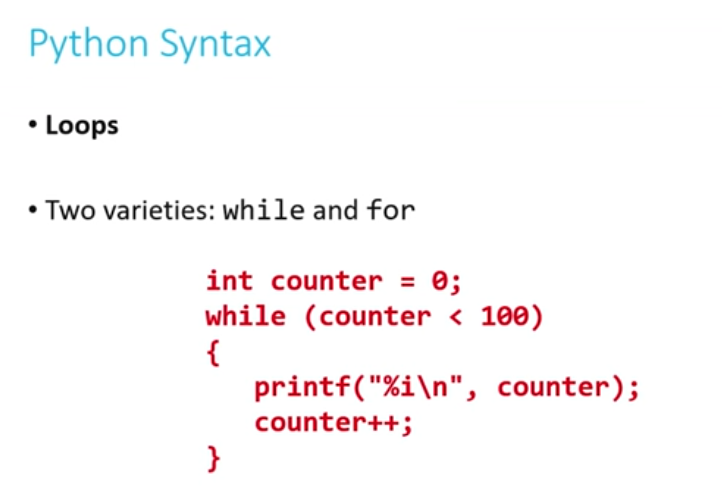 Python Syntax
• Loops
• Two varieties: while and for
int counter = 0;
while (counter < 100)
{
    printf("%i\n", counter);
    counter++;
}